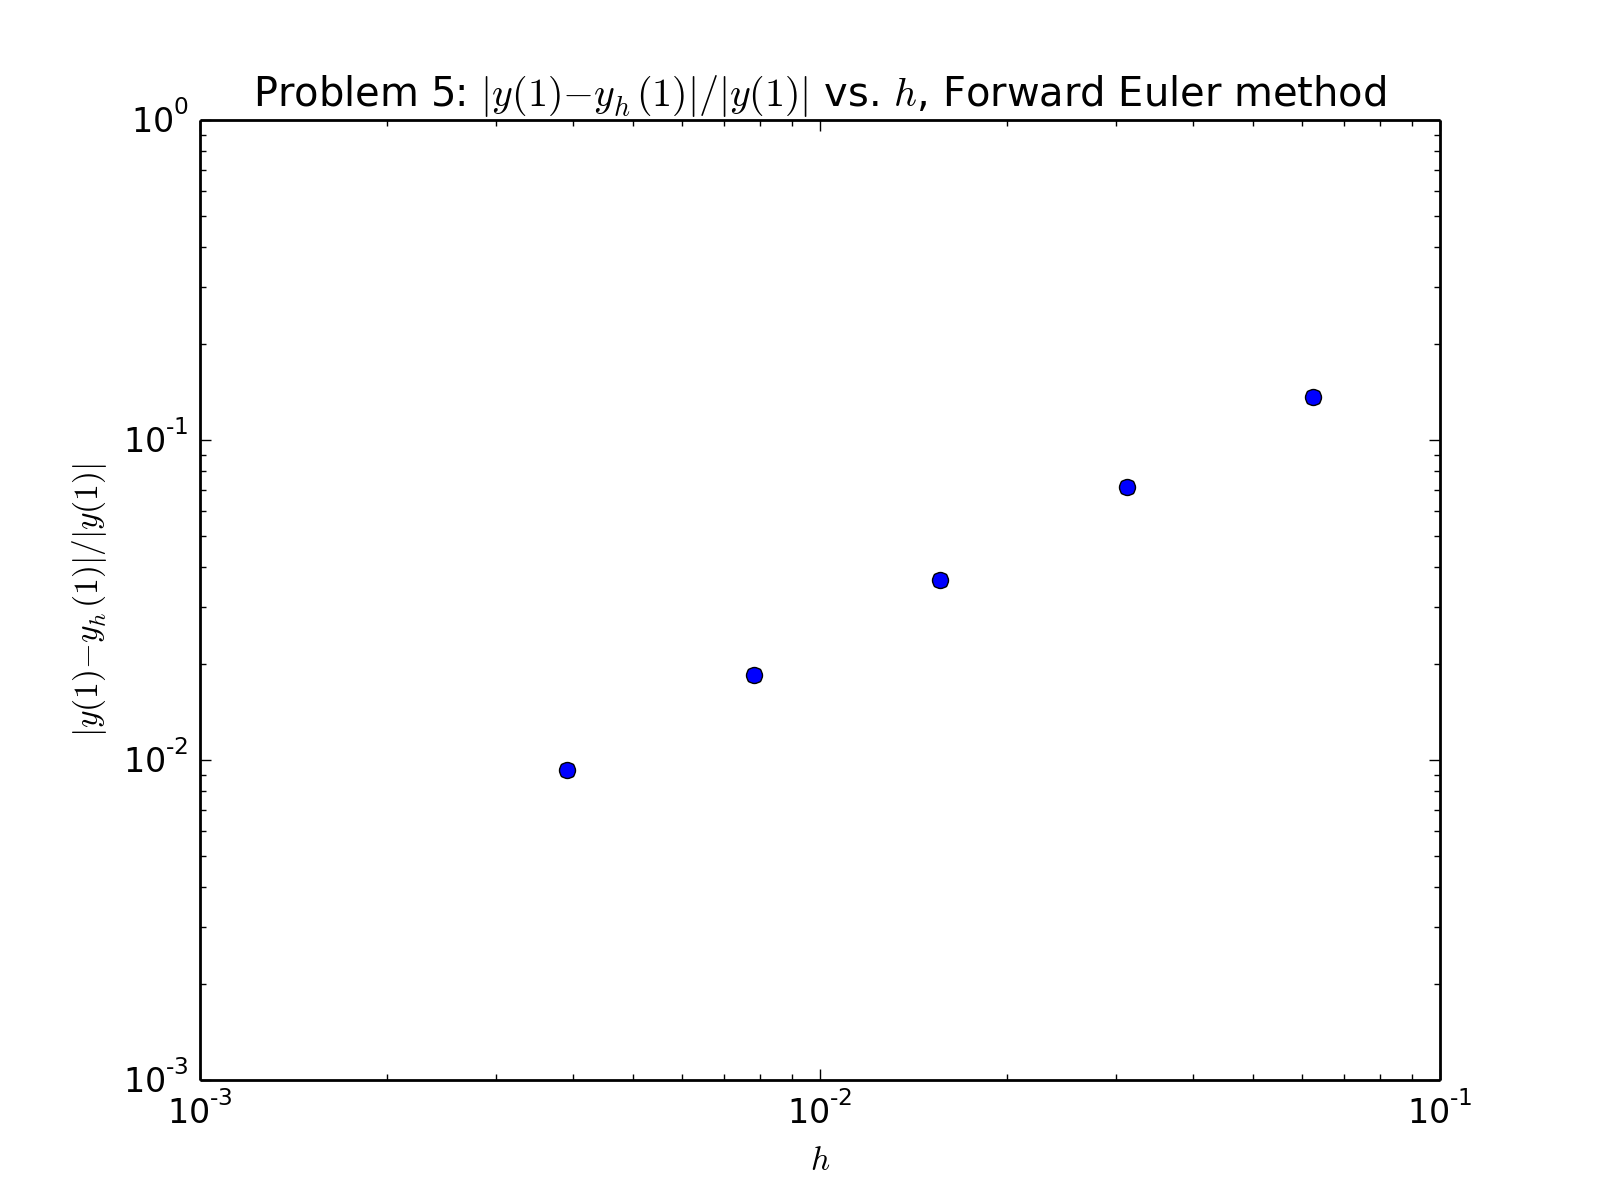 Problem 5: |y(1)−y_h(1)|/|y(1)| vs. h, Forward Euler method
10^0
10^-1
10^-2
10^-3
|y(1)−y_h(1)|/|y(1)|
10^-3 10^-2 10^-1
h